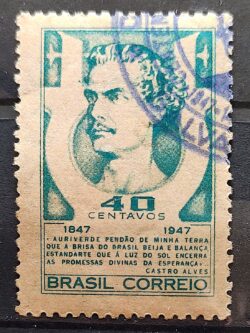 40
CENTAVOS
1847 1947
AURIVERDE PENDÃO DE MINHA TERRA
QUE A BRISA DO BRASIL BEIJA E BALANÇA
ESTANDARTE QUE À LUZ DO SOL ENCERRA
AS PROMESSAS DIVINAS DA ESPERANÇA
CASTRO ALVES
BRASIL CORREIO